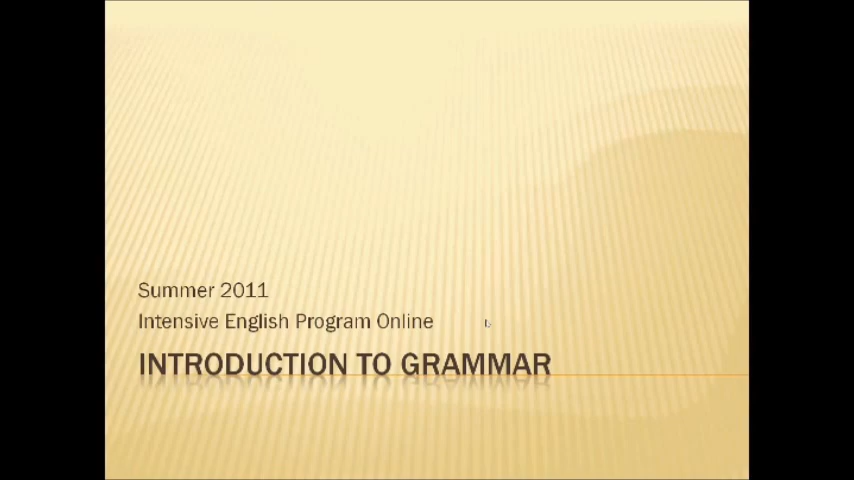 Summer 2011
Intensive English Program Online
INTRODUCTION TO GRAMMAR